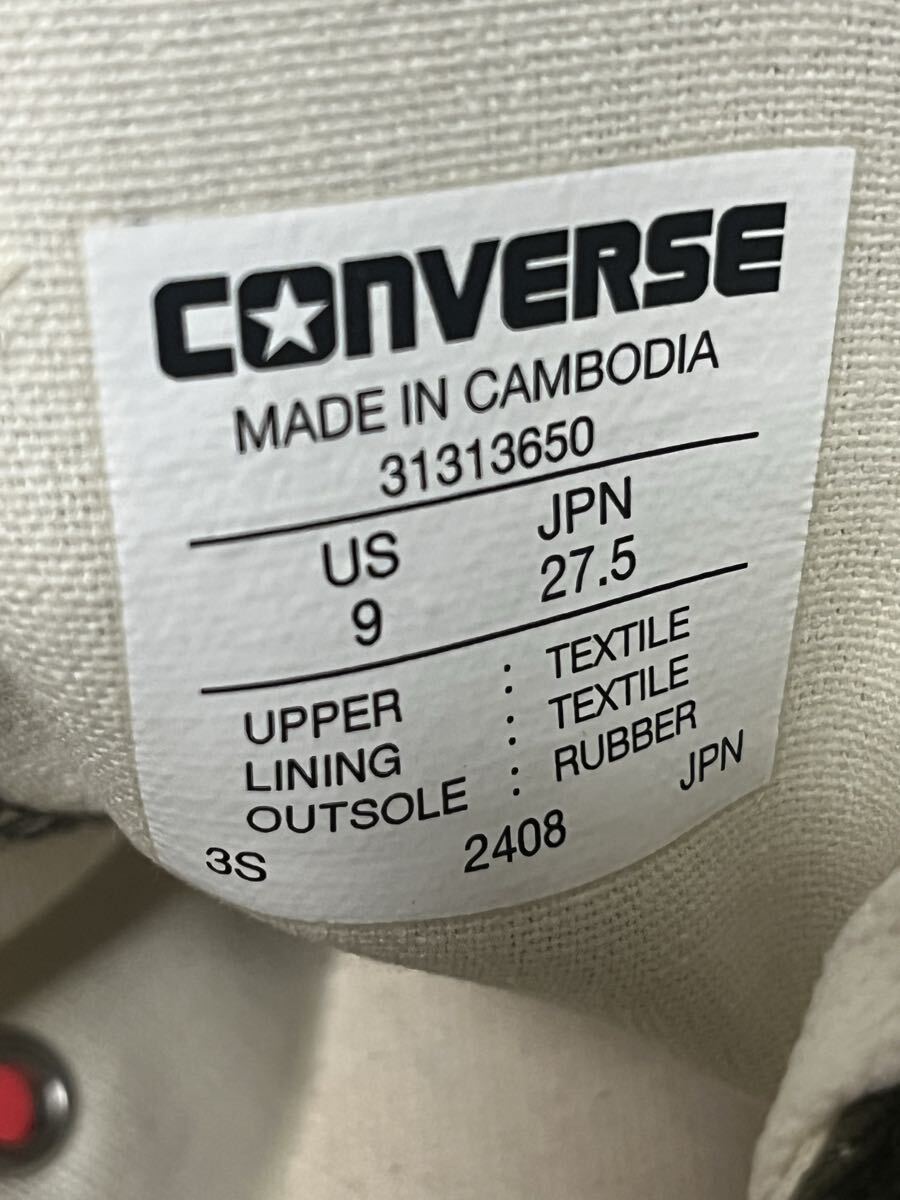 CONVERSE
MADE IN CAMBODIA
31313650
US JPN
9 27.5
UPPER : TEXTILE
LINING : TEXTILE
OUTSOLE : RUBBER
3S 2408 JPN